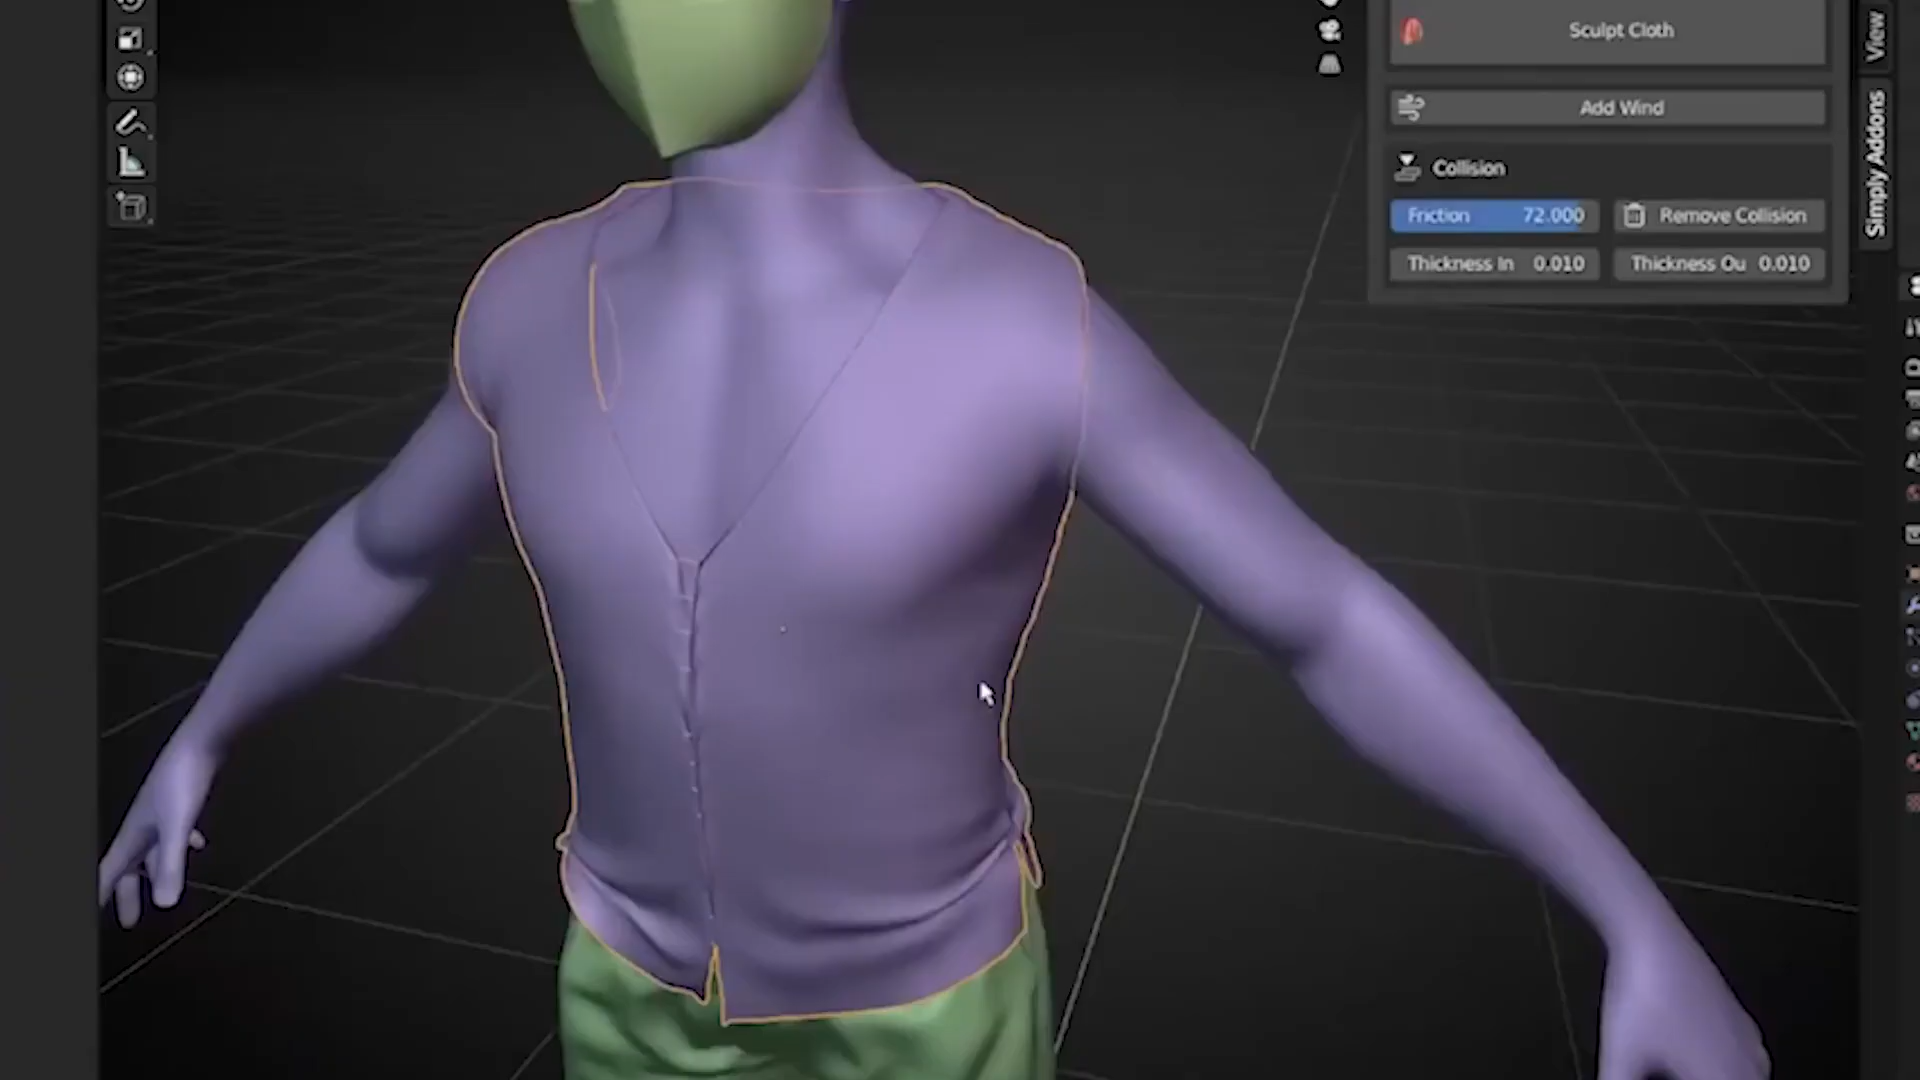 Sculpt Cloth
Add Wind
Collision
Friction 72.000
Remove Collision
Thickness In 0.010
Thickness Ou 0.010
View
Simply Addons